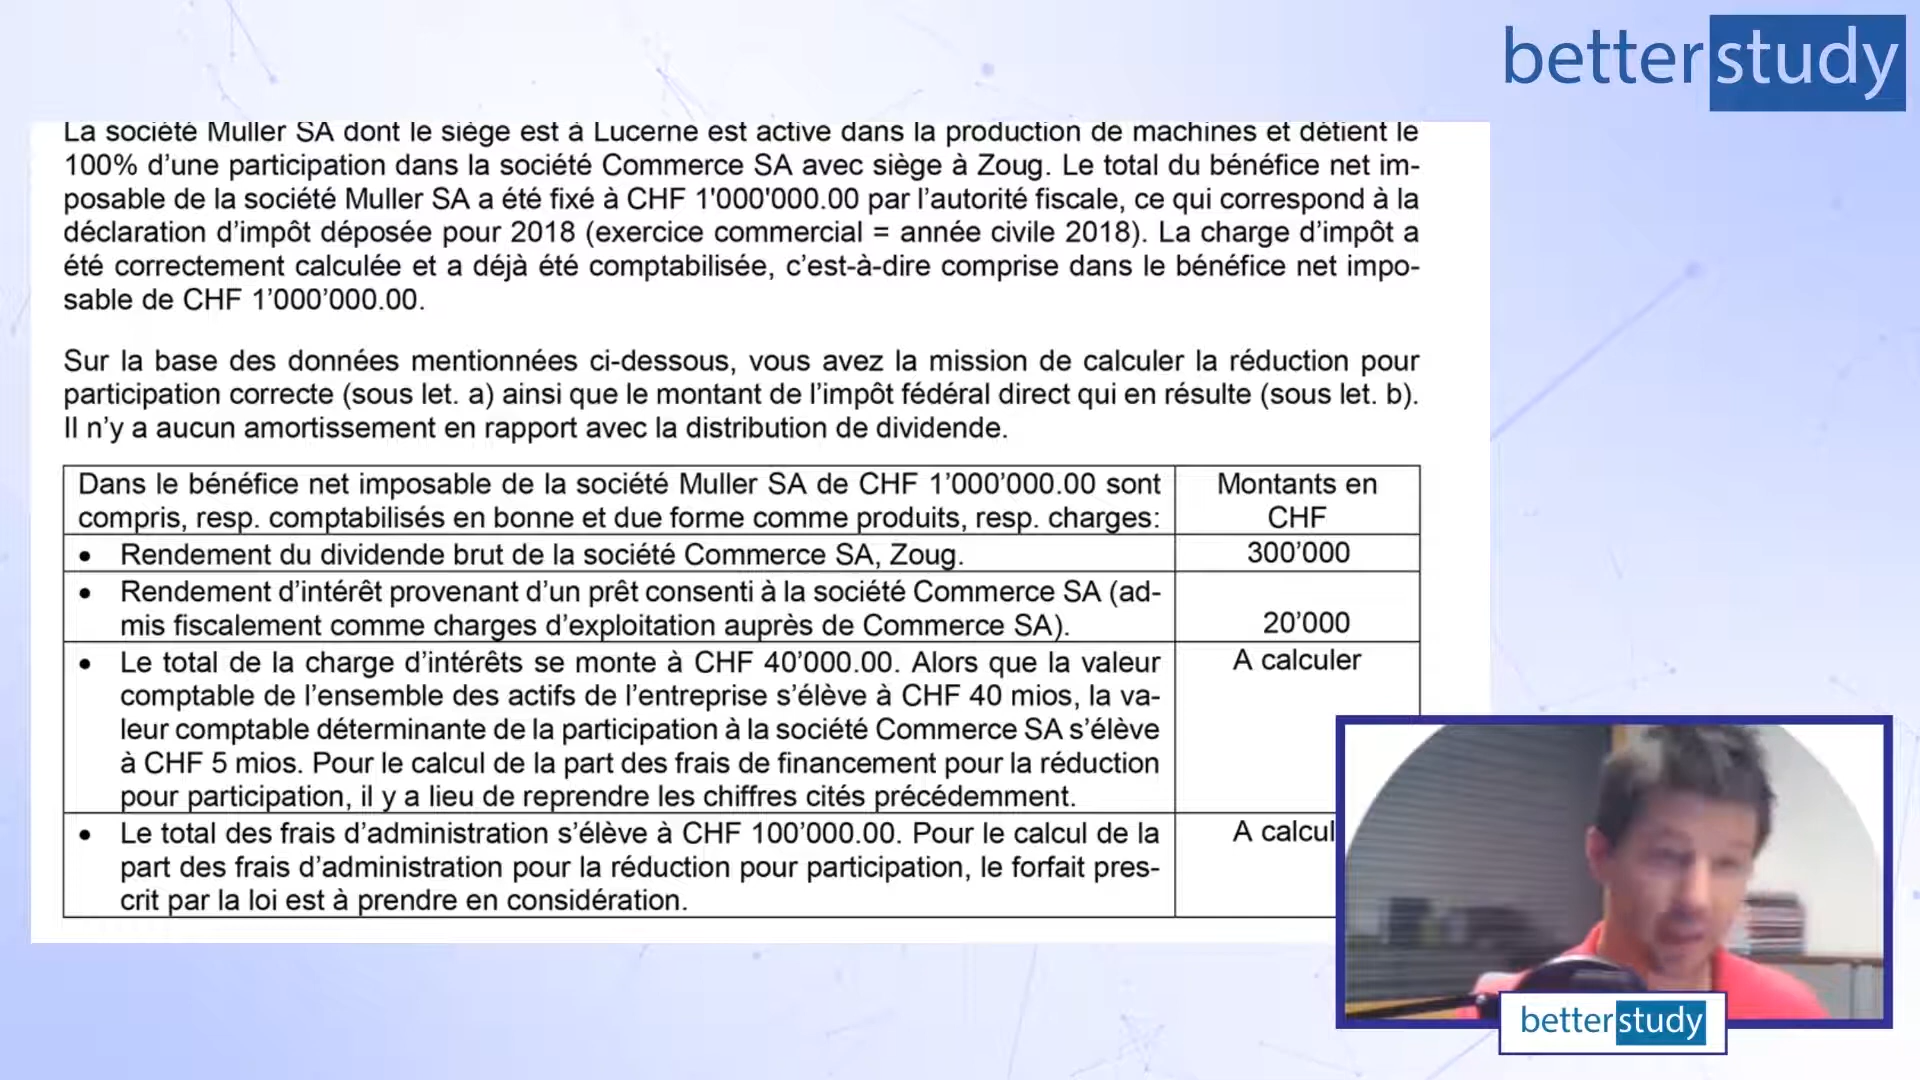 betterstudy
La société Muller SA dont le siège est à Lucerne est active dans la production de machines et détient le
100% d’une participation dans la société Commerce SA avec siège à Zoug. Le total du bénéfice net im-
posable de la société Muller SA a été fixé à CHF 1'000'000.00 par l’autorité fiscale, ce qui correspond à la
déclaration d’impôt déposée pour 2018 (exercice commercial = année civile 2018). La charge d’impôt a
été correctement calculée et a déjà été comptabilisée, c’est-à-dire comprise dans le bénéfice net impo-
sable de CHF 1’000’000.00.
Sur la base des données mentionnées ci-dessous, vous avez la mission de calculer la réduction pour
participation correcte (sous let. a) ainsi que le montant de l’impôt fédéral direct qui en résulte (sous let. b).
Il n’y a aucun amortissement en rapport avec la distribution de dividende.
Dans le bénéfice net imposable de la société Muller SA de CHF 1’000’000.00 sont
compris, resp. comptabilisés en bonne et due forme comme produits, resp. charges:
Montants en
CHF
• Rendement du dividende brut de la société Commerce SA, Zoug.
300’000
• Rendement d’intérêt provenant d’un prêt consenti à la société Commerce SA (ad-
mis fiscalement comme charges d’exploitation auprès de Commerce SA).
20’000
• Le total de la charge d’intérêts se monte à CHF 40’000.00. Alors que la valeur
comptable de l’ensemble des actifs de l’entreprise s’élève à CHF 40 mios, la va-
leur comptable déterminante de la participation à la société Commerce SA s’élève
à CHF 5 mios. Pour le calcul de la part des frais de financement pour la réduction
pour participation, il y a lieu de reprendre les chiffres cités précédemment.
A calculer
• Le total des frais d’administration s’élève à CHF 100’000.00. Pour le calcul de la
part des frais d’administration pour la réduction pour participation, le forfait pres-
crit par la loi est à prendre en considération.
A calcul
betterstudy